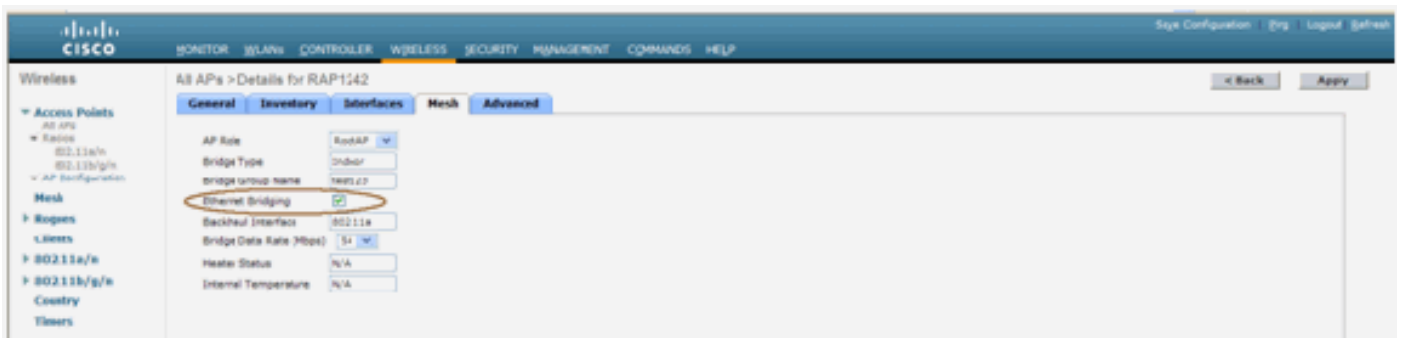 Save Configuration Ping Logout Refresh
CISCO
MONITOR WLANs CONTROLLER WIRELESS SECURITY MANAGEMENT COMMANDS HELP
Wireless
All APs > Details for RAP1242
< Back Apply
General Interfaces Mesh Advanced
Inventory
Access Points
All APs
Radios
802.11a/n
802.11b/g/n
AP Configuration
Mesh
Rogues
Clients
802.11a/n
802.11b/g/n
Country
Timers
AP Role RootAP
Bridge Type Indoor
Bridge Group Name
Ethernet Bridging
Backhaul Interface 802.11a
Bridge Data Rate (Mbps)
Heater Status N/A
Internal Temperature N/A